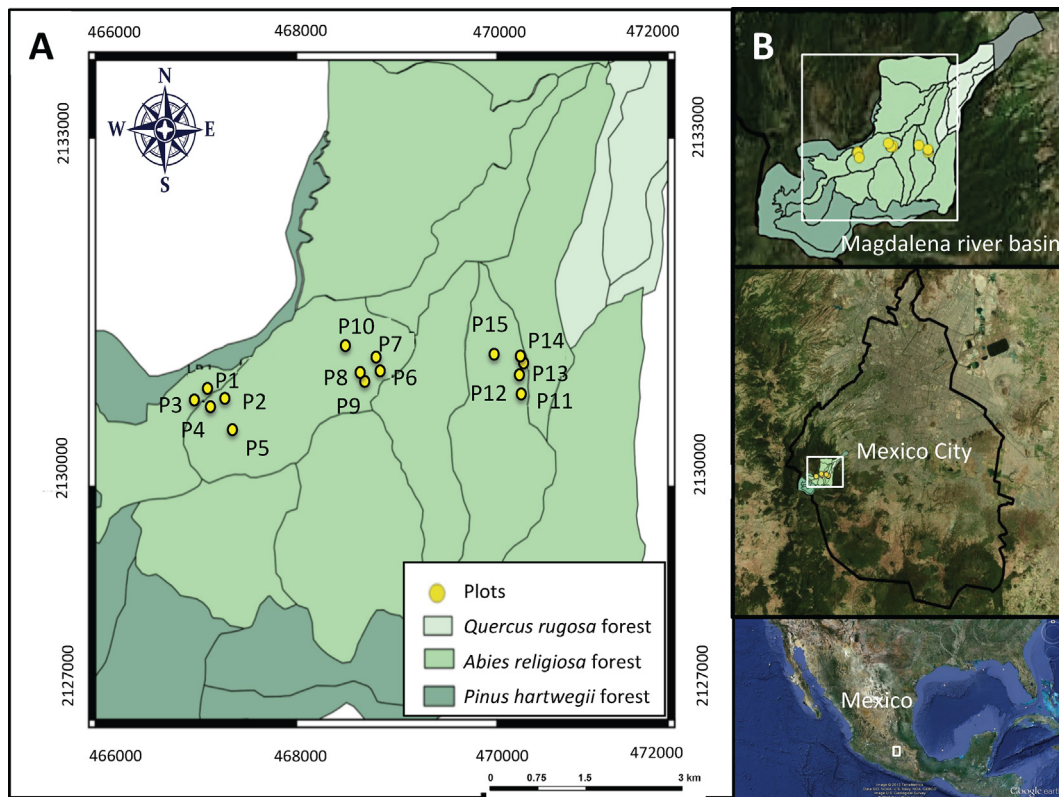 A
466000
468000
470000
472000
N
W
E
S
2133000
2133000
P10
P7
P15
P14
P1
P8
P6
P13
P3
P2
P12
P9
P11
P4
P5
2130000
2130000
Plots
Quercus rugosa forest
Abies religiosa forest
Pinus hartwegii forest
2127000
2127000
466000
468000
470000
472000
0
0.75
1.5
3 km
B
Magdalena river basin
Mexico City
Mexico
Google earth